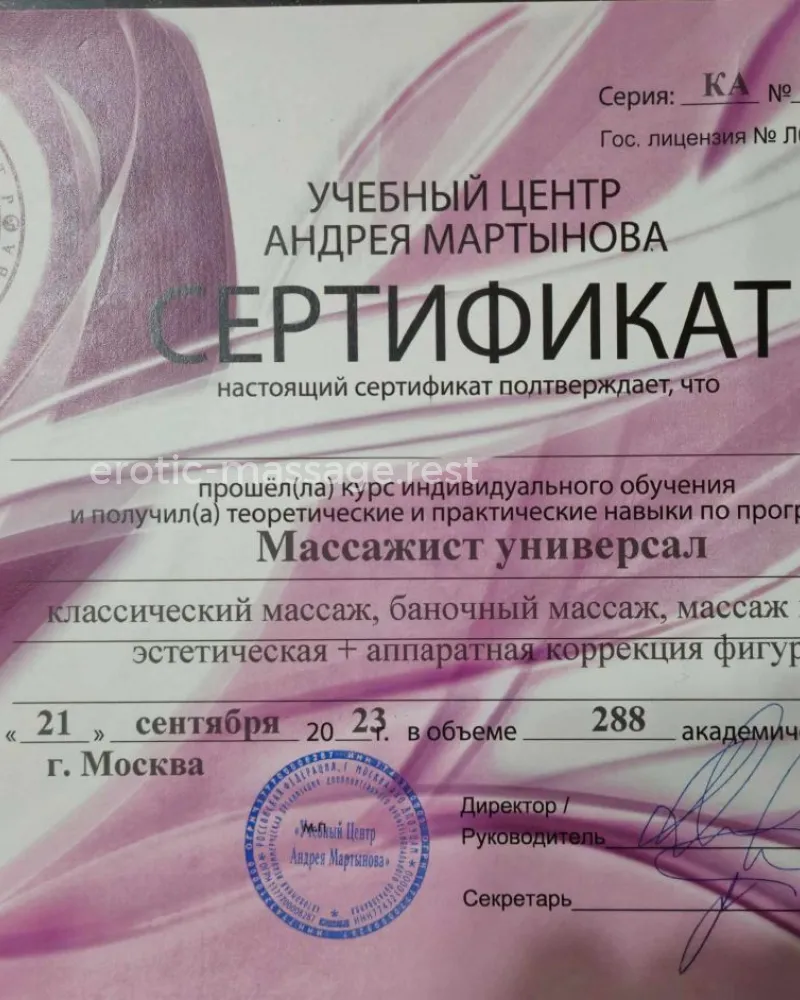 Серия: КА №
Гос. лицензия №
УЧЕБНЫЙ ЦЕНТР
АНДРЕЯ МАРТЫНОВА
СЕРТИФИКАТ
настоящий сертификат полтверждает, что
erotic-massage.rest
прошёл(ла) курс индивидуального обучения
и получил(а) теоретические и практические навыки по прогр
Массажист универсал
классический массаж, баночный массаж, массаж
эстетическая + аппаратная коррекция фигур
« 21 » сентября 20 23 г. в объеме 288 академич
г. Москва
М.П.
«Учебный Центр
Андрея Мартынова»
Директор /
Руководитель
Секретарь